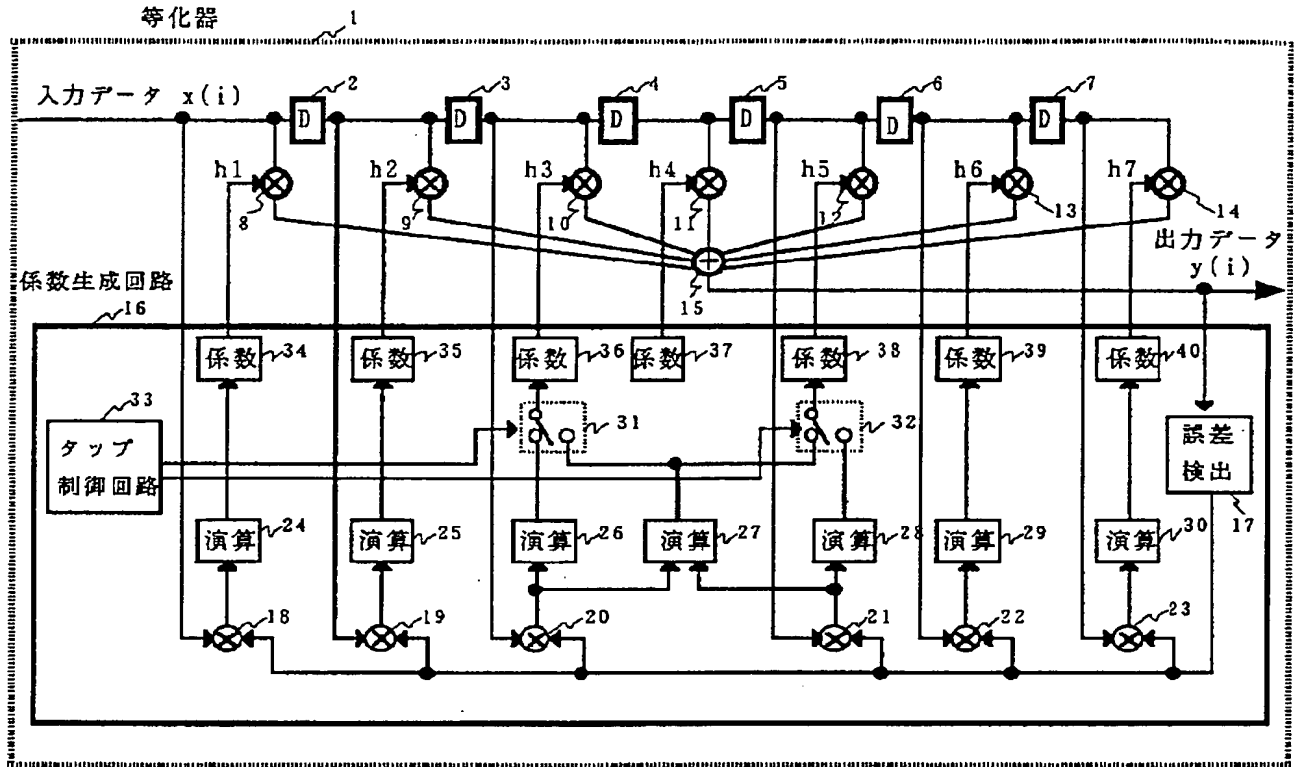 等化器
1
入力データ x(i)
2
3
4
5
6
7
D
D
D
D
D
D
h1
h2
h3
h4
h5
h6
h7
8
9
10
11
12
13
14
15
出力データ
y(i)
係数生成回路
16
係数
34
係数
35
係数
36
係数
37
係数
38
係数
39
係数
40
33
タップ
制御回路
31
32
誤差
検出
17
演算
24
演算
25
演算
26
演算
27
演算
28
演算
29
演算
30
18
19
20
21
22
23